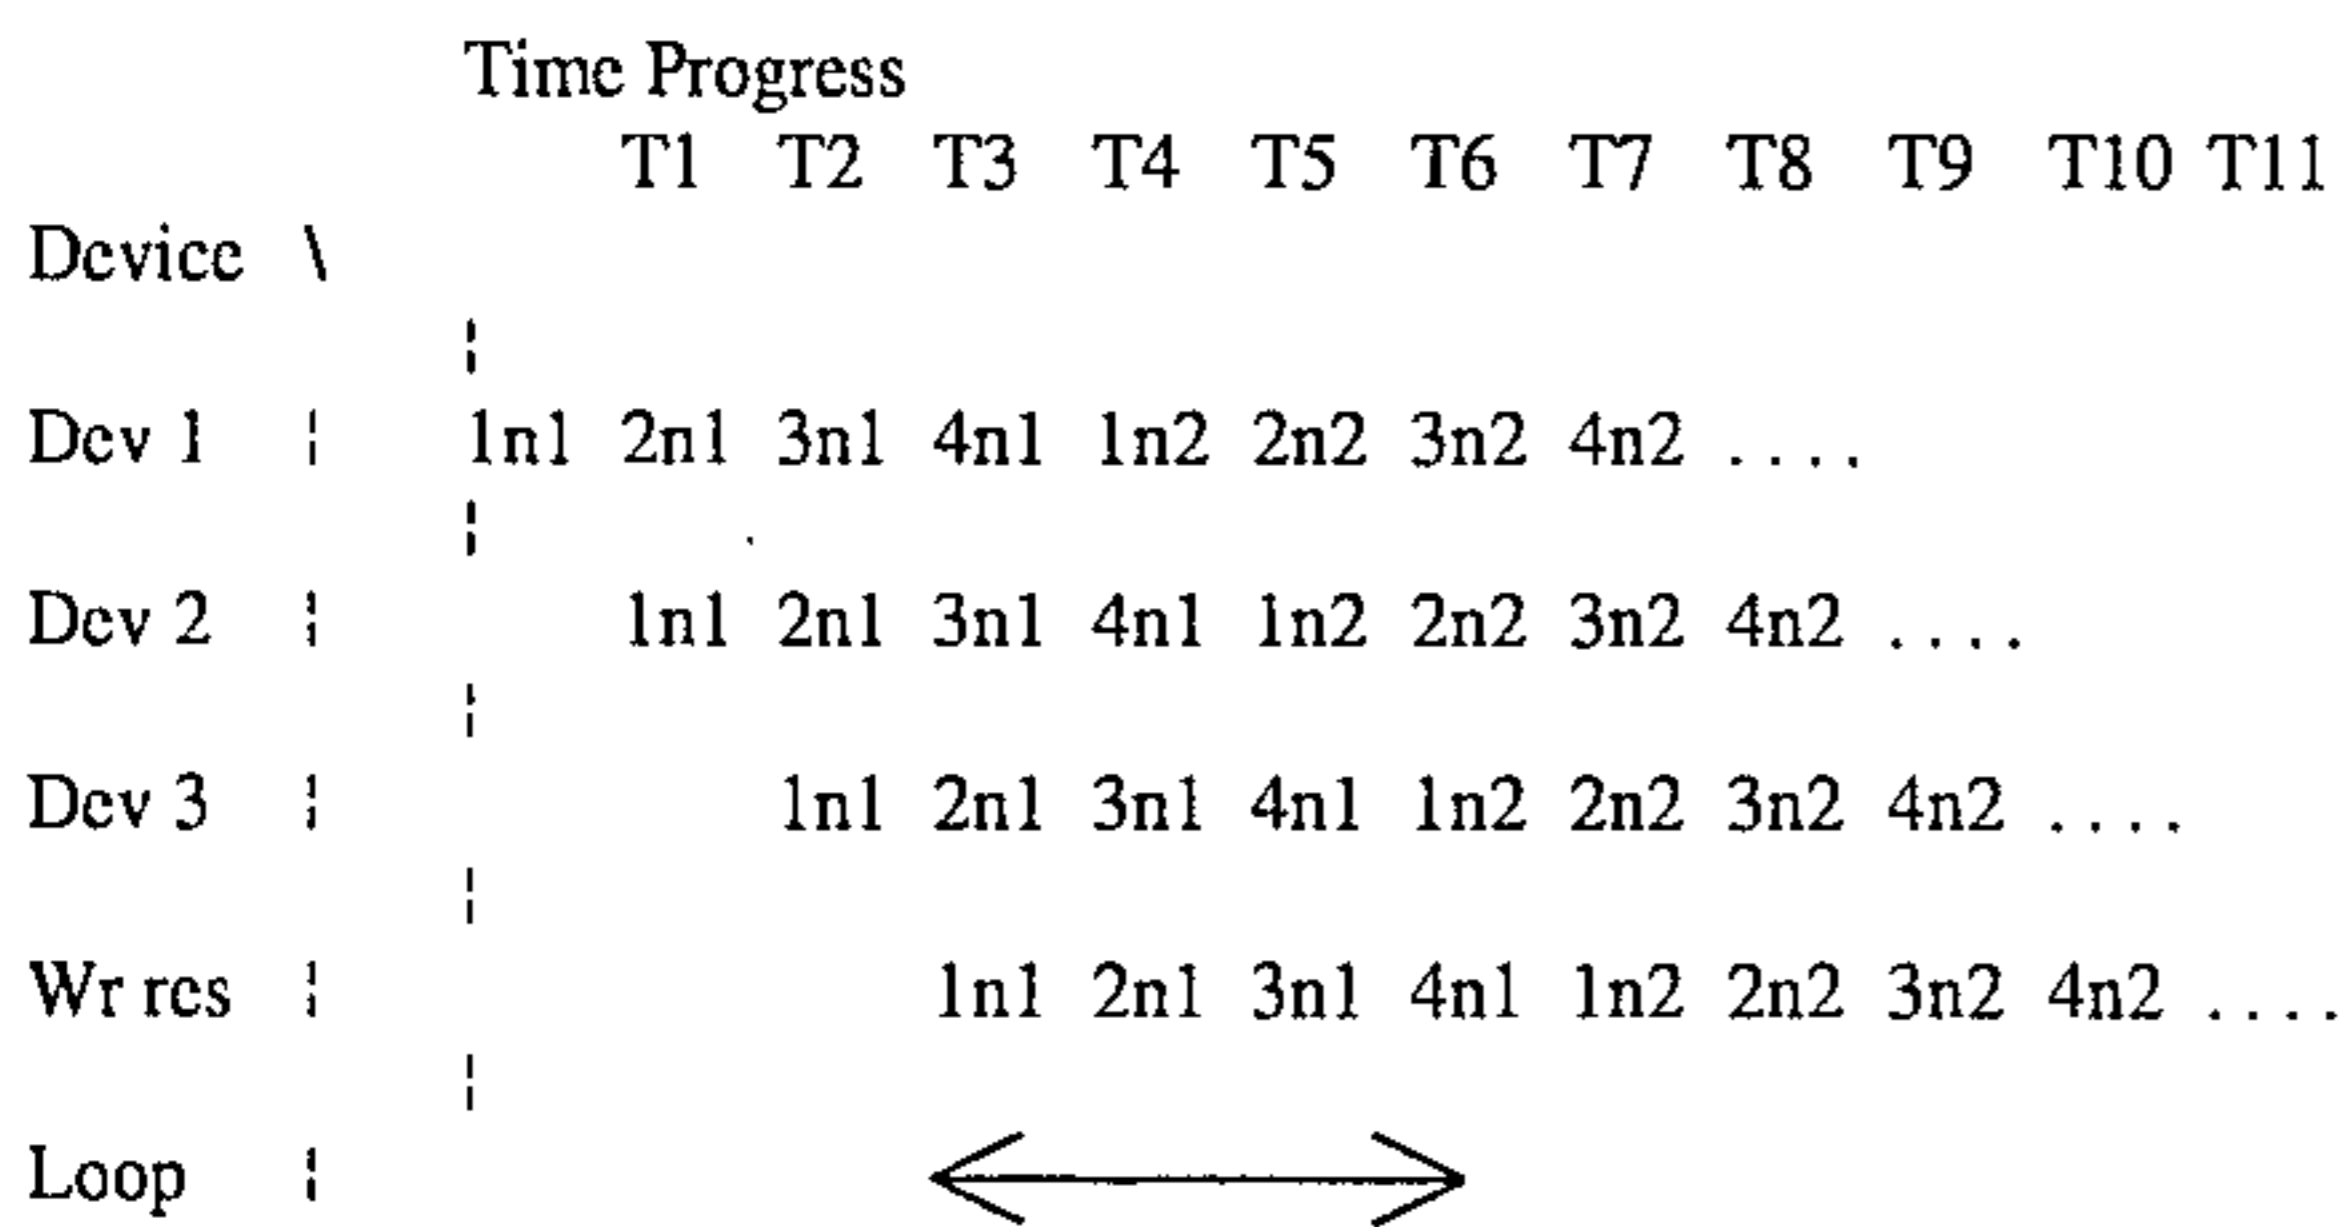 Time Progress
T1 T2 T3 T4 T5 T6 T7 T8 T9 T10 T11
Device \
¦
Dev 1 ¦ 1n1 2n1 3n1 4n1 1n2 2n2 3n2 4n2 ....
¦
Dev 2 ¦ 1n1 2n1 3n1 4n1 1n2 2n2 3n2 4n2 ....
¦
Dev 3 ¦ 1n1 2n1 3n1 4n1 1n2 2n2 3n2 4n2 ....
¦
Wr res ¦ 1n1 2n1 3n1 4n1 1n2 2n2 3n2 4n2 ....
¦
Loop ¦